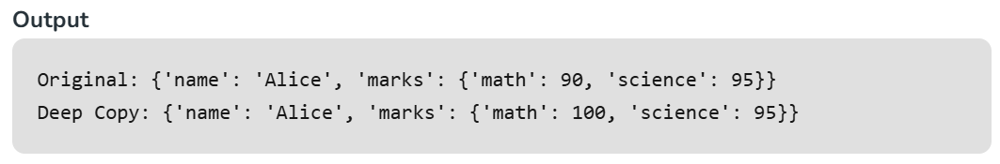 Output
Original: {'name': 'Alice', 'marks': {'math': 90, 'science': 95}}
Deep Copy: {'name': 'Alice', 'marks': {'math': 100, 'science': 95}}